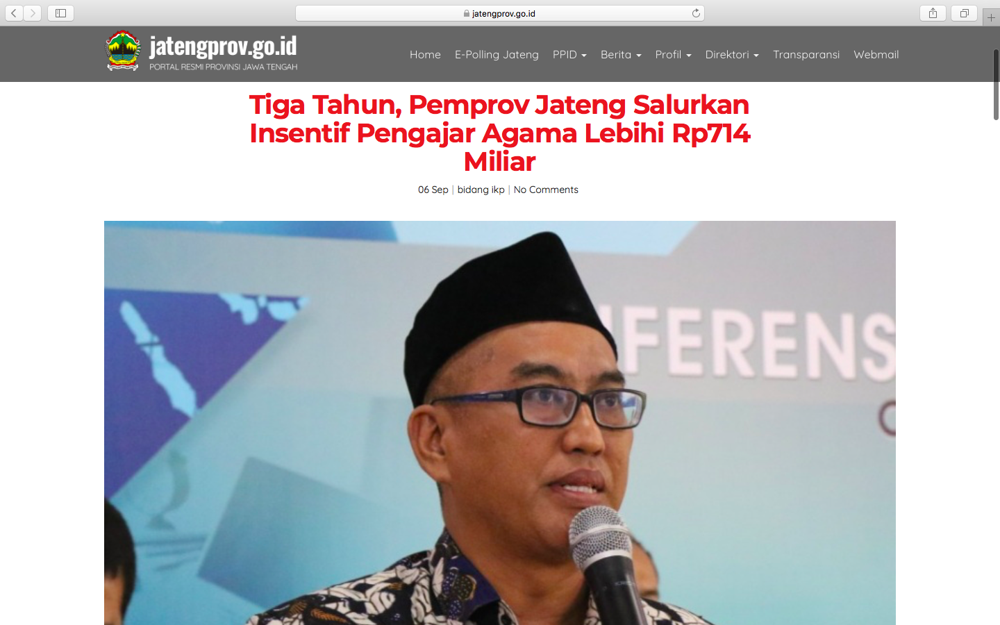 jatengprov.go.id
jatengprov.go.id
PORTAL RESMI PROVINSI JAWA TENGAH
Home E-Polling Jateng PPID Berita Profil Direktori Transparansi Webmail
Tiga Tahun, Pemprov Jateng Salurkan
Insentif Pengajar Agama Lebihi Rp714
Miliar
06 Sep | bidang ikp | No Comments